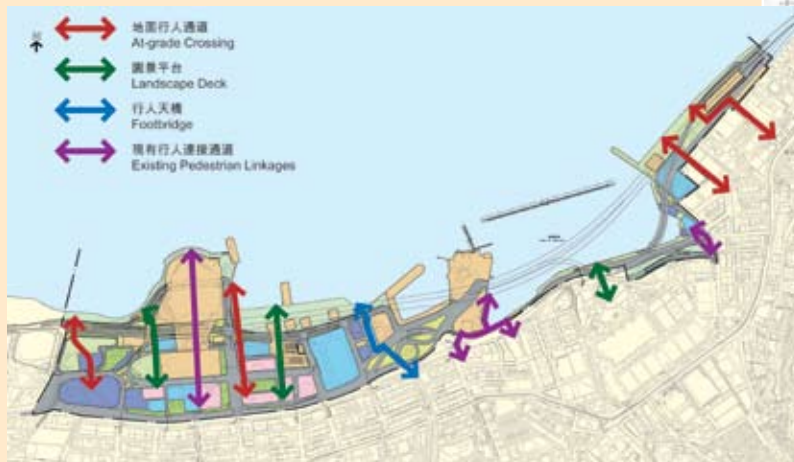 地面行人通道
At-grade Crossing
園景平台
Landscape Deck
行人天橋
Footbridge
現有行人連接通道
Existing Pedestrian Linkages